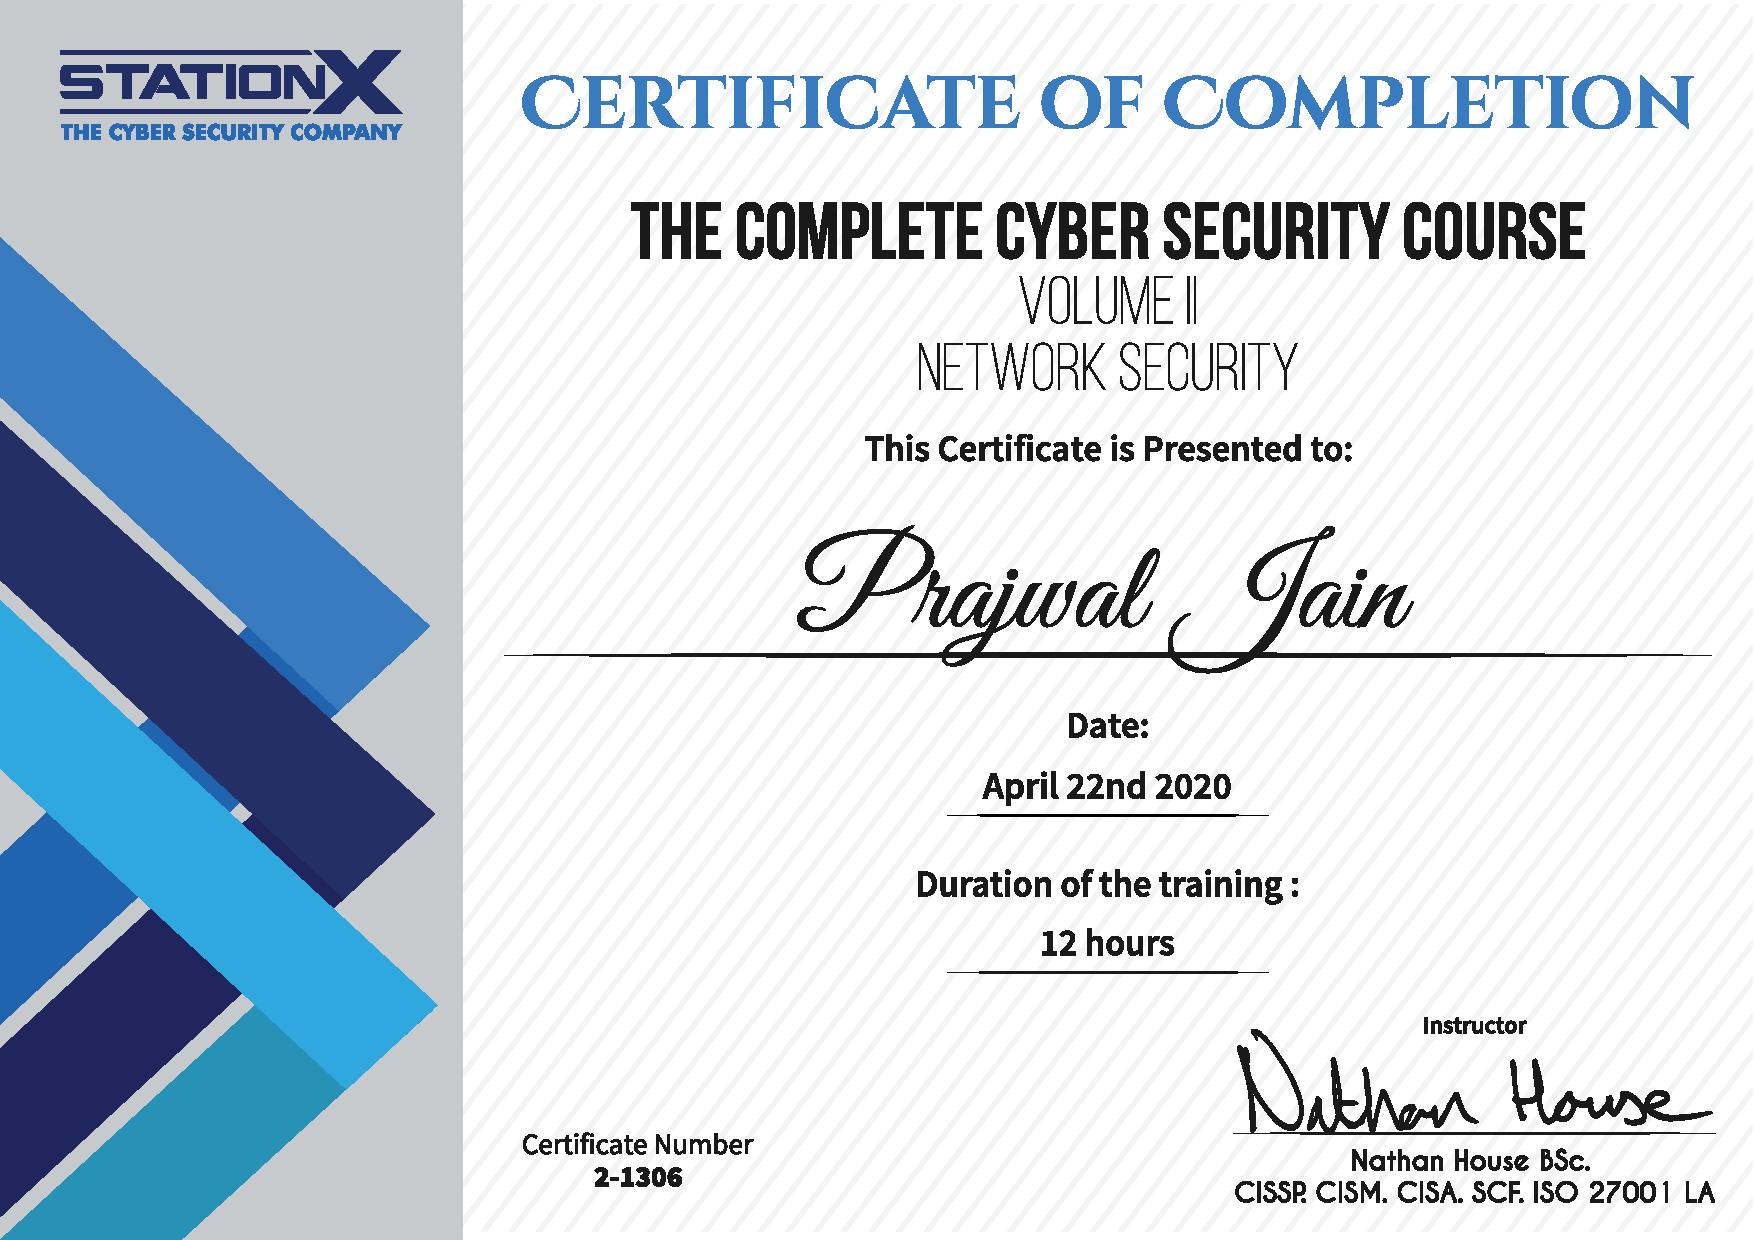 STATIONX
THE CYBER SECURITY COMPANY
CERTIFICATE OF COMPLETION
THE COMPLETE CYBER SECURITY COURSE
VOLUME II
NETWORK SECURITY
This Certificate is Presented to:
Prajwal Jain
Date:
April 22nd 2020
Duration of the training :
12 hours
Instructor
Nathan House
Nathan House BSc.
CISSP. CISM. CISA. SCF. ISO 27001 LA
Certificate Number
2-1306